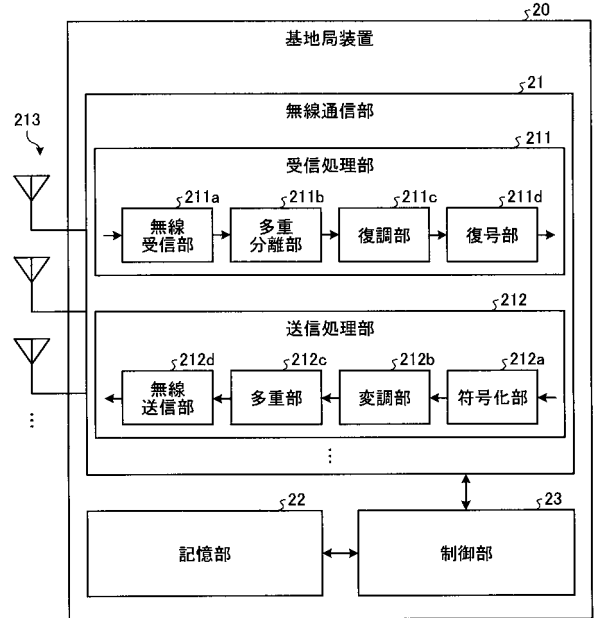 20
基地局装置
21
無線通信部
213
211
受信処理部
211a
211b
211c
211d
無線
受信部
多重
分離部
復調部
復号部
212
送信処理部
212d
212c
212b
212a
無線
送信部
多重部
変調部
符号化部
…
⋮
22
23
記憶部
制御部